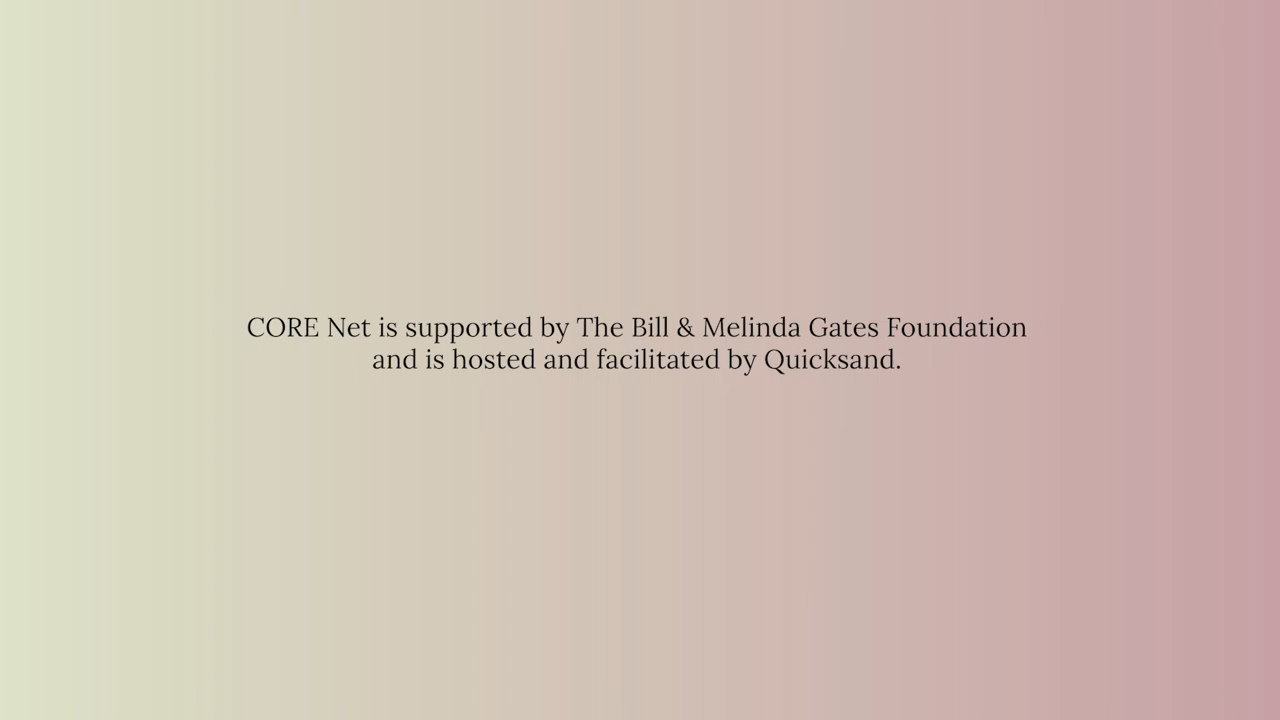 CORE Net is supported by The Bill & Melinda Gates Foundation
and is hosted and facilitated by Quicksand.